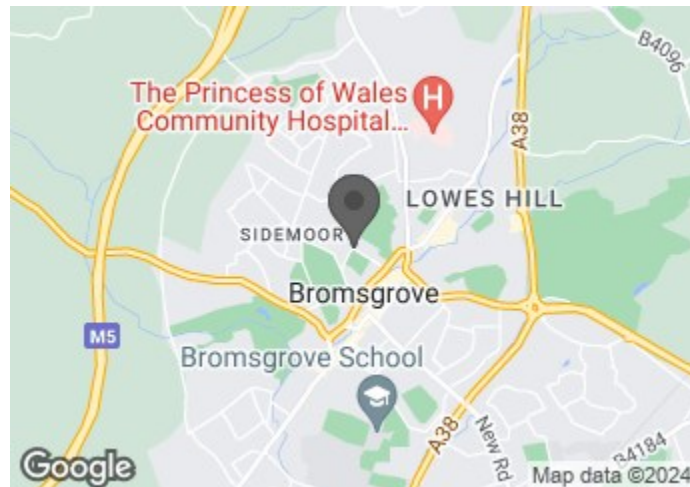 B4096
The Princess of Wales
Community Hospital...
H
A38
LOWES HILL
SIDEMOOR
Bromsgrove
M5
Bromsgrove School
A38
New Rd
B4184
Google
Map data ©2024